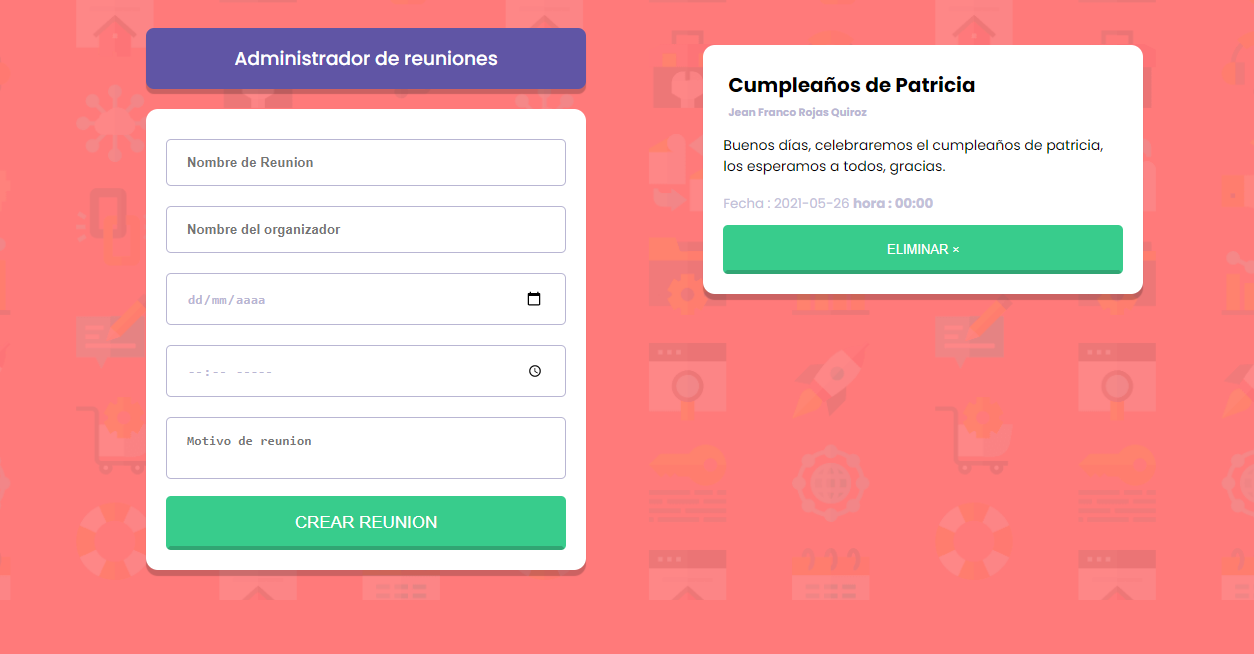 Administrador de reuniones
Nombre de Reunion
Nombre del organizador
dd/mm/aaaa
--:-- -----
Motivo de reunion
CREAR REUNION
Cumpleaños de Patricia
Jean Franco Rojas Quiroz
Buenos días, celebraremos el cumpleaños de patricia,
los esperamos a todos, gracias.
Fecha : 2021-05-26 hora : 00:00
ELIMINAR ×